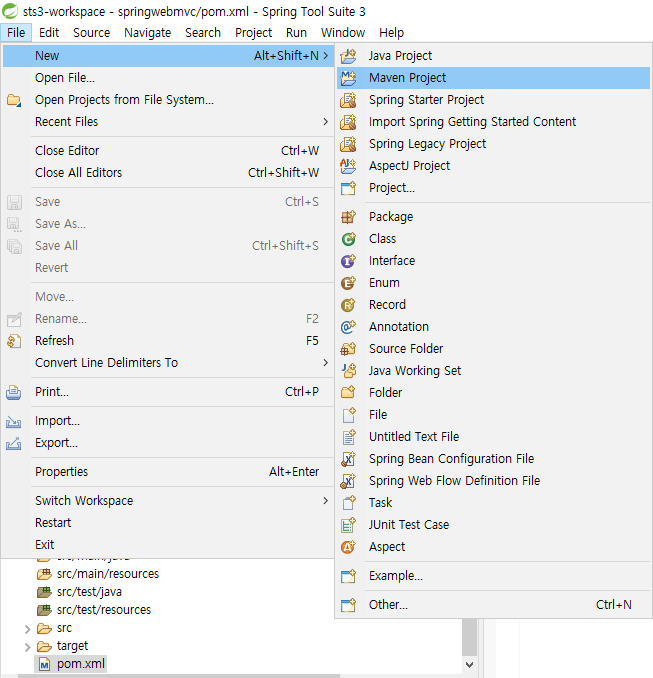 sts3-workspace - springwebmvc/pom.xml - Spring Tool Suite 3
File Edit Source Navigate Search Project Run Window Help
New Alt+Shift+N
Open File...
Open Projects from File System...
Recent Files
Close Editor Ctrl+W
Close All Editors Ctrl+Shift+W
Save Ctrl+S
Save As...
Save All Ctrl+Shift+S
Revert
Move...
Rename... F2
Refresh F5
Convert Line Delimiters To
Print... Ctrl+P
Import...
Export...
Properties Alt+Enter
Switch Workspace
Restart
Exit
Java Project
Maven Project
Spring Starter Project
Import Spring Getting Started Content
Spring Legacy Project
AspectJ Project
Project...
Package
Class
Interface
Enum
Record
Annotation
Source Folder
Java Working Set
Folder
File
Untitled Text File
Spring Bean Configuration File
Spring Web Flow Definition File
Task
JUnit Test Case
Aspect
Example...
Other... Ctrl+N
src/main/java
src/main/resources
src/test/java
src/test/resources
src
target
pom.xml